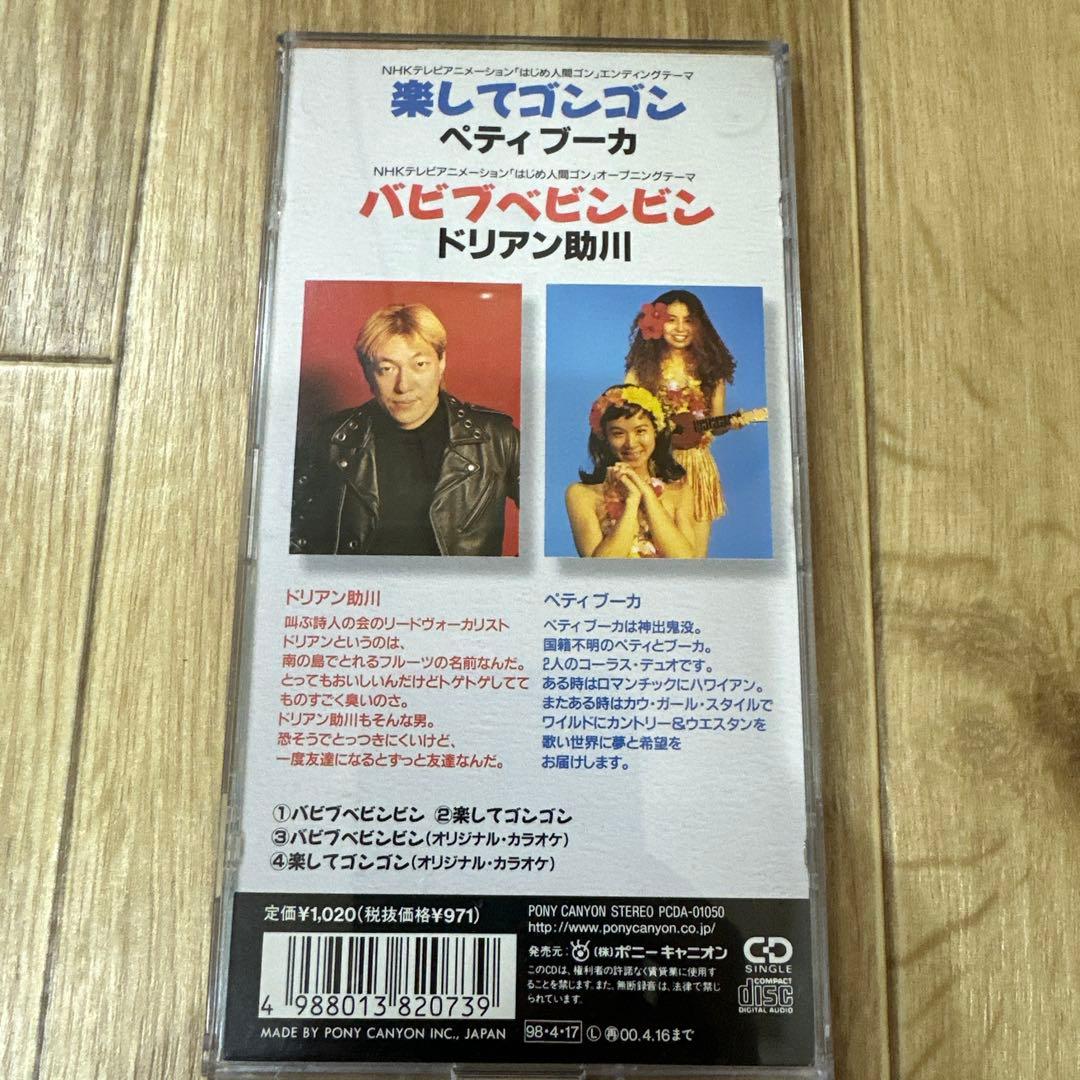 NHKテレビアニメーション「はじめ人間ゴン」エンディングテーマ
楽してゴンゴン
ペティ ブーカ
NHKテレビアニメーション「はじめ人間ゴン」オープニングテーマ
バビブベビンビン
ドリアン助川
ドリアン助川
叫ぶ詩人の会のリードヴォーカリスト
ドリアンというのは、
南の島でとれるフルーツの名前なんだ。
とってもおいしいんだけどトゲトゲしてて
ものすごく臭いのさ。
ドリアン助川もそんな男。
恐そうでとっつきにくいけど、
一度友達になるとずっと友達なんだ。
ペティ ブーカ
ペティ ブーカは神出鬼没。
国籍不明のペティとブーカ。
2人のコーラス・デュオです。
ある時はロマンチックにハワイアン。
またある時はカウ・ガール・スタイルで
ワイルドにカントリー&ウエスタンを
歌い世界に夢と希望を
お届けします。
①バビブベビンビン ②楽してゴンゴン
③バビブベビンビン(オリジナル・カラオケ)
④楽してゴンゴン(オリジナル・カラオケ)
定価¥1,020(税抜価格¥971)
4 988013 820739
MADE BY PONY CANYON INC., JAPAN
PONY CANYON STEREO PCDA-01050
http://www.ponycanyon.co.jp/
発売元: (株)ポニーキャニオン
このCDは、権利者の許諾なく賃貸業に使用す
ることを禁じます。また、無断録音は、法律で禁じ
られています。
98・4・17 Ⓛ 再 00.4.16まで
CD
SINGLE
COMPACT
disc
DIGITAL AUDIO